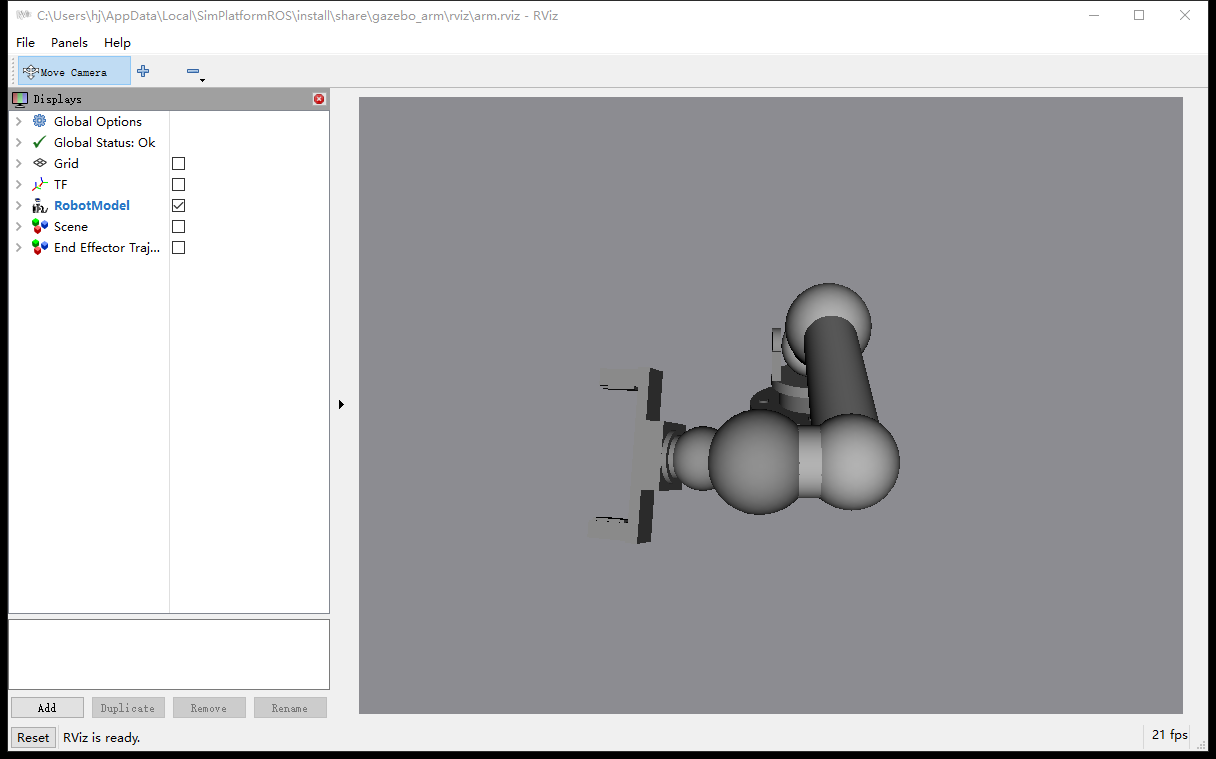 C:\Users\hj\AppData\Local\SimPlatformROS\install\share\gazebo_arm\rviz\arm.rviz - RViz
File Panels Help
Move Camera
Displays
Global Options
Global Status: Ok
Grid
TF
RobotModel
Scene
End Effector Traj...
Add Duplicate Remove Rename
Reset RViz is ready. 21 fps